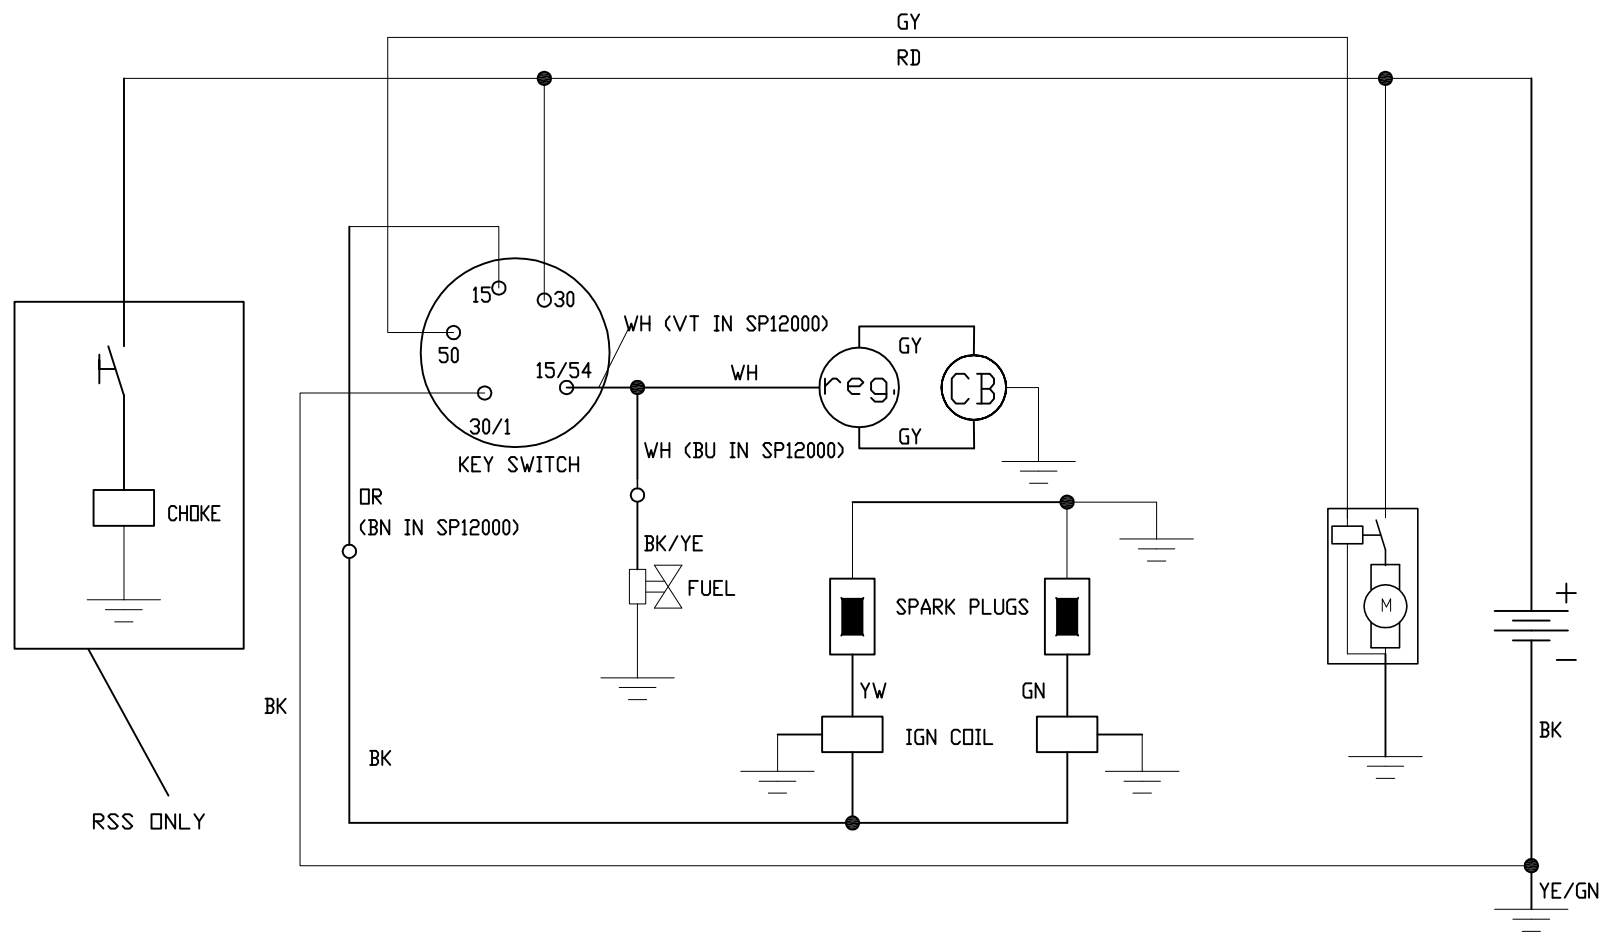 GY
RD
15
30
WH (VT IN SP12000)
50
15/54
WH
GY
reg.
CB
30/1
GY
KEY SWITCH
WH (BU IN SP12000)
OR
(BN IN SP12000)
CHOKE
BK/YE
FUEL
SPARK PLUGS
M
+
-
YW
GN
BK
IGN COIL
BK
BK
RSS ONLY
YE/GN